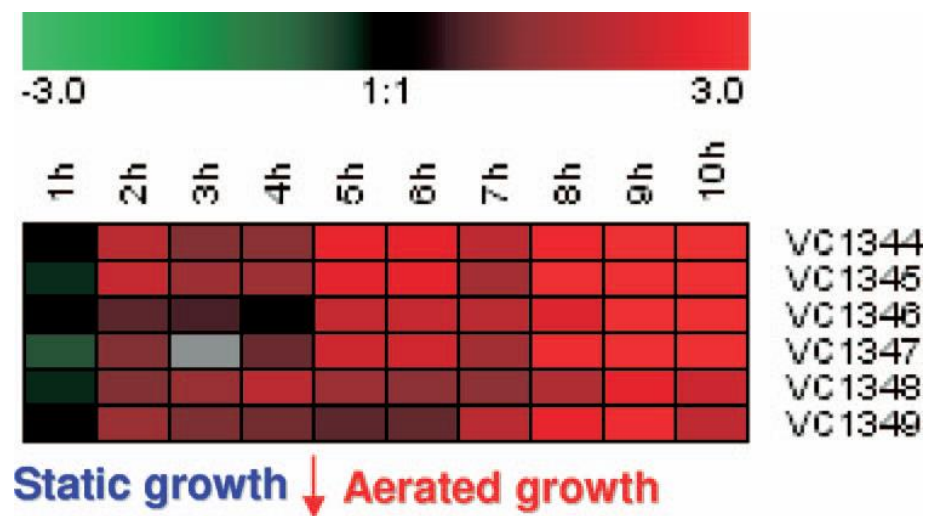 -3.0 1:1 3.0
1h 2h 3h 4h 5h 6h 7h 8h 9h 10h
VC1344
VC1345
VC1346
VC1347
VC1348
VC1349
Static growth ↓ Aerated growth